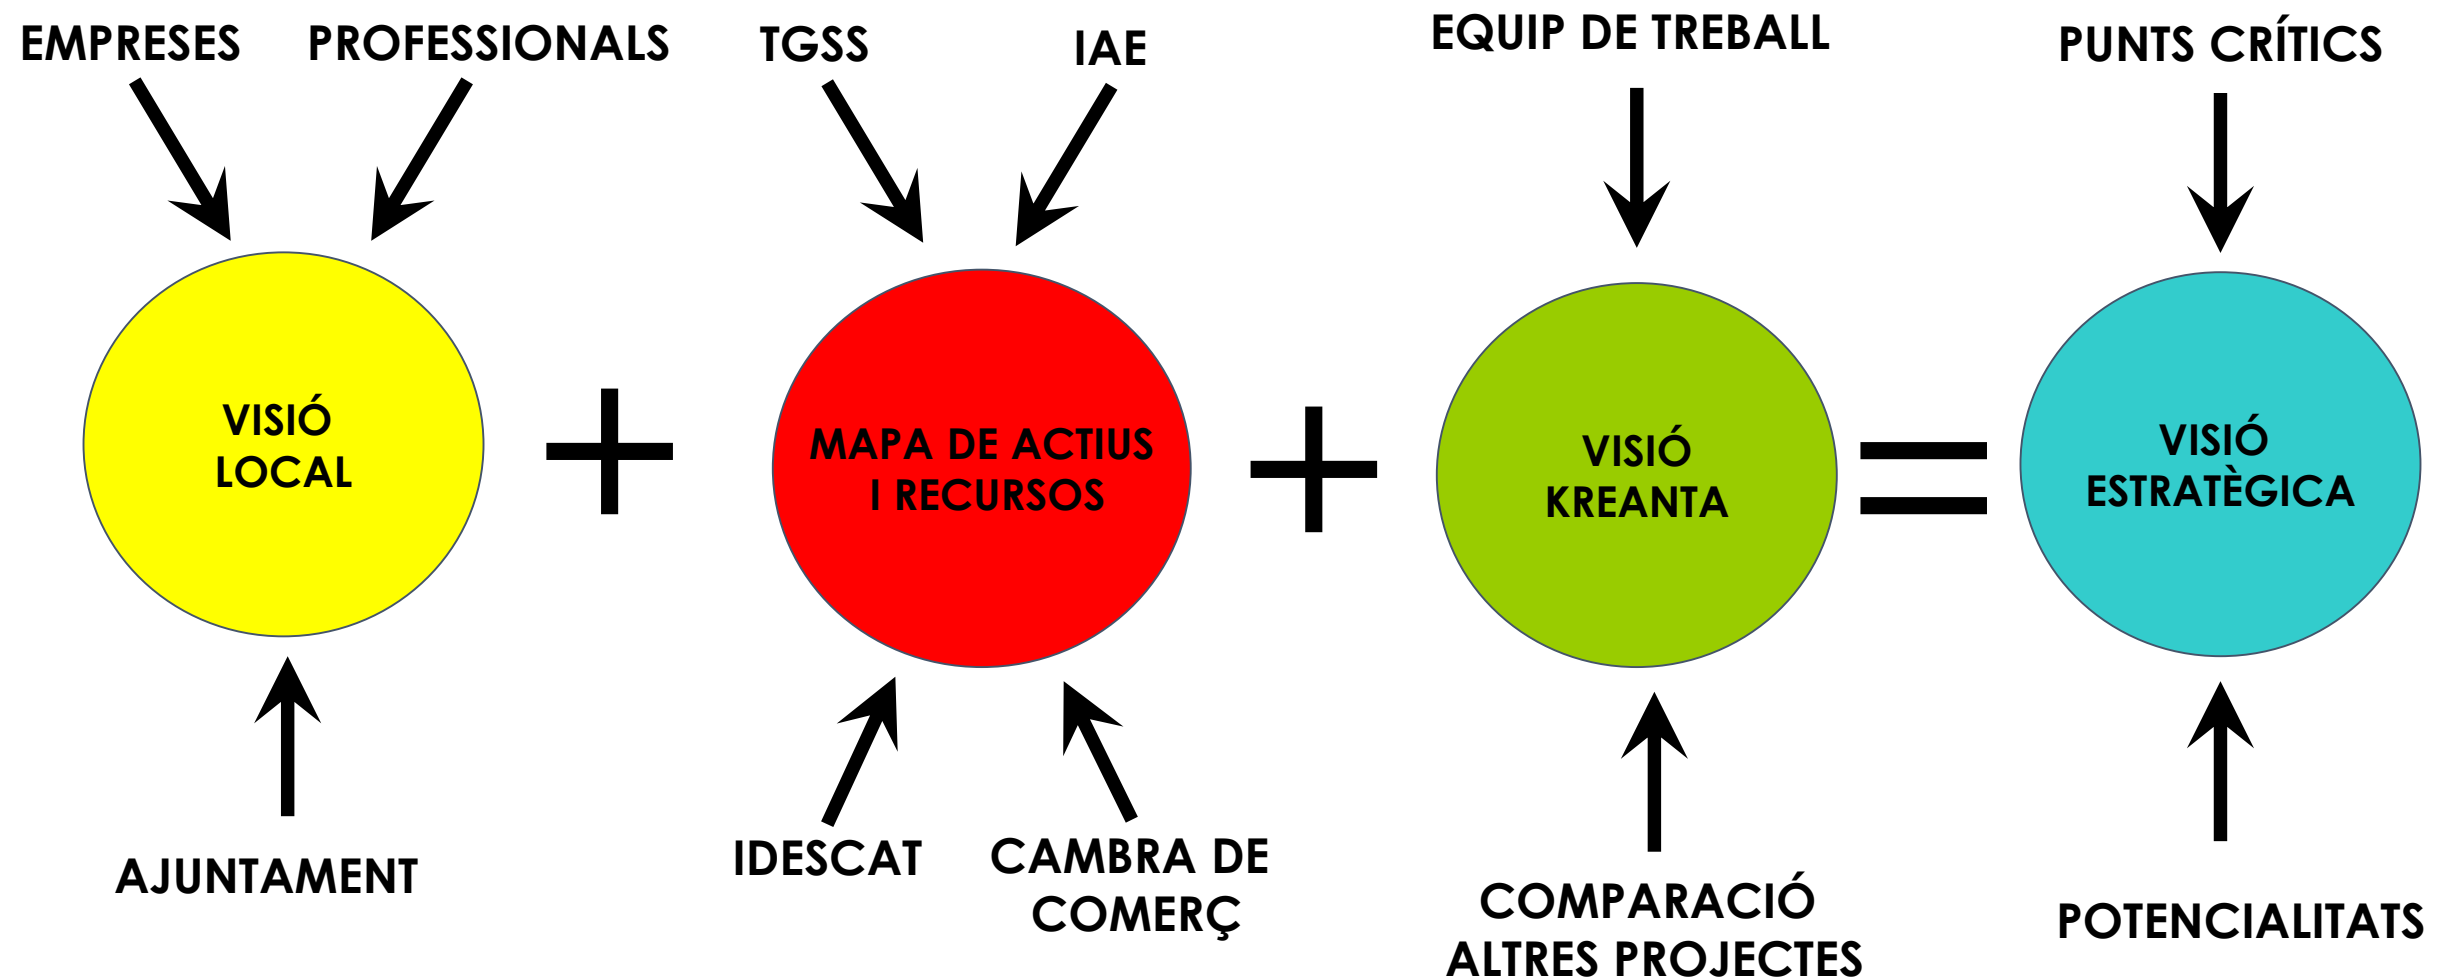 EMPRESES
PROFESSIONALS
TGSS
IAE
EQUIP DE TREBALL
PUNTS CRÍTICS
VISIÓ
LOCAL
+
MAPA DE ACTIUS
I RECURSOS
+
VISIÓ
KREANTA
=
VISIÓ
ESTRATÈGICA
AJUNTAMENT
IDESCAT
CAMBRA DE
COMERÇ
COMPARACIÓ
ALTRES PROJECTES
POTENCIALITATS